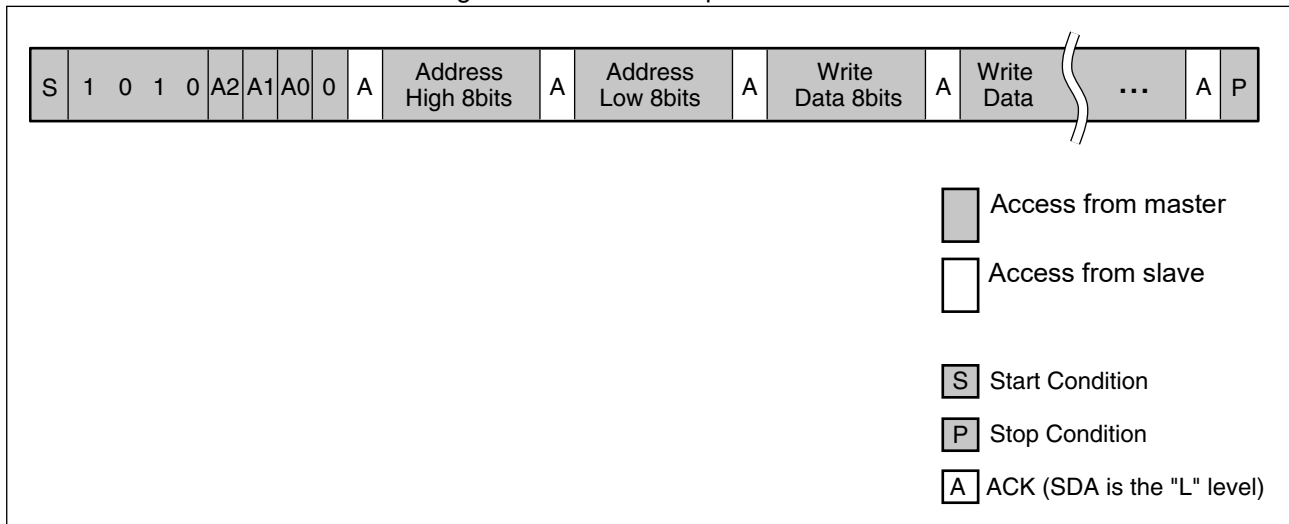 S 1 0 1 0 A2 A1 A0 0 A Address High 8bits A Address Low 8bits A Write Data 8bits A Write Data ... A P
Access from master
Access from slave
S Start Condition
P Stop Condition
A ACK (SDA is the "L" level)